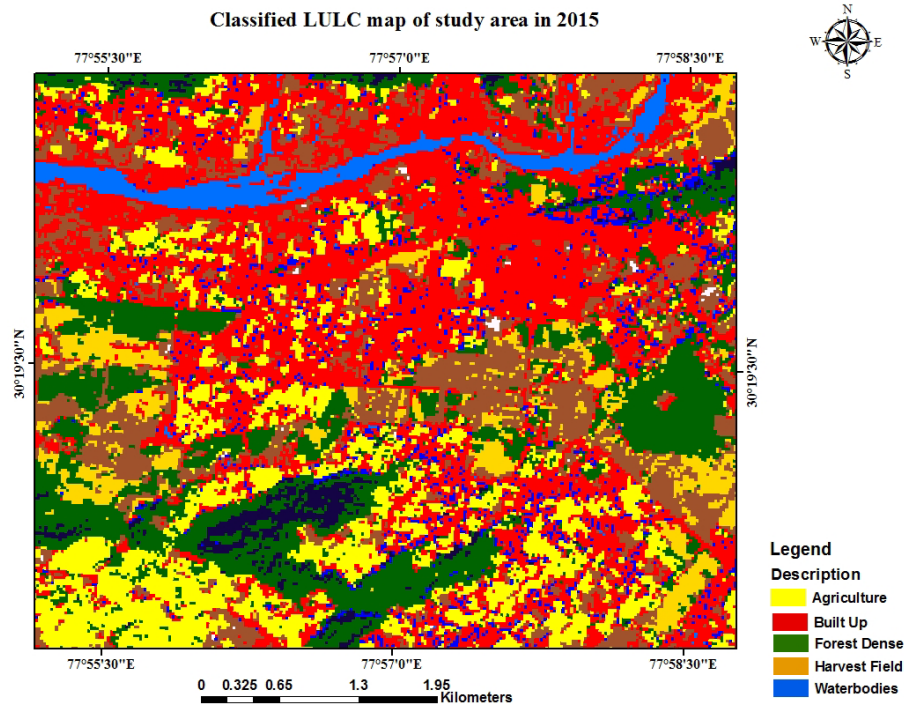 Classified LULC map of study area in 2015
N
W E
S
77°55'30"E 77°57'0"E 77°58'30"E
30°19'30"N 30°19'30"N
77°55'30"E 77°57'0"E 77°58'30"E
0 0.325 0.65 1.3 1.95
Kilometers
Legend
Description
Agriculture
Built Up
Forest Dense
Harvest Field
Waterbodies